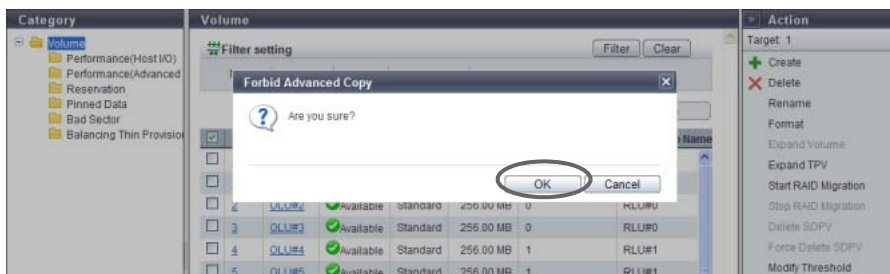 Category
Volume
Action
Volume
Performance(Host I/O)
Performance(Advanced
Reservation
Pinned Data
Bad Sector
Balancing Thin Provision
Filter setting
Filter
Clear
Forbid Advanced Copy
Are you sure?
OK
Cancel
Name
2 OLU#2 Available Standard 256.00 MB 0 RLU#0
3 OLU#3 Available Standard 256.00 MB 0 RLU#0
4 OLU#4 Available Standard 256.00 MB 1 RLU#1
5 OLU#5 Available Standard 256.00 MB 1 RLU#1
Target: 1
Create
Delete
Rename
Format
Expand Volume
Expand TPV
Start RAID Migration
Stop RAID Migration
Delete SDPV
Force Delete SDPV
Modify Threshold